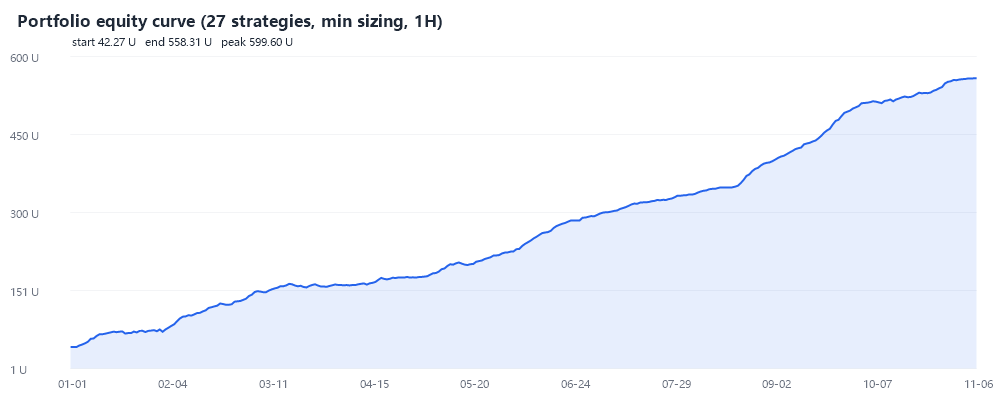 Portfolio equity curve (27 strategies, min sizing, 1H)
start 42.27 U end 558.31 U peak 599.60 U
600 U
450 U
300 U
151 U
1 U
01-01 02-04 03-11 04-15 05-20 06-24 07-29 09-02 10-07 11-06